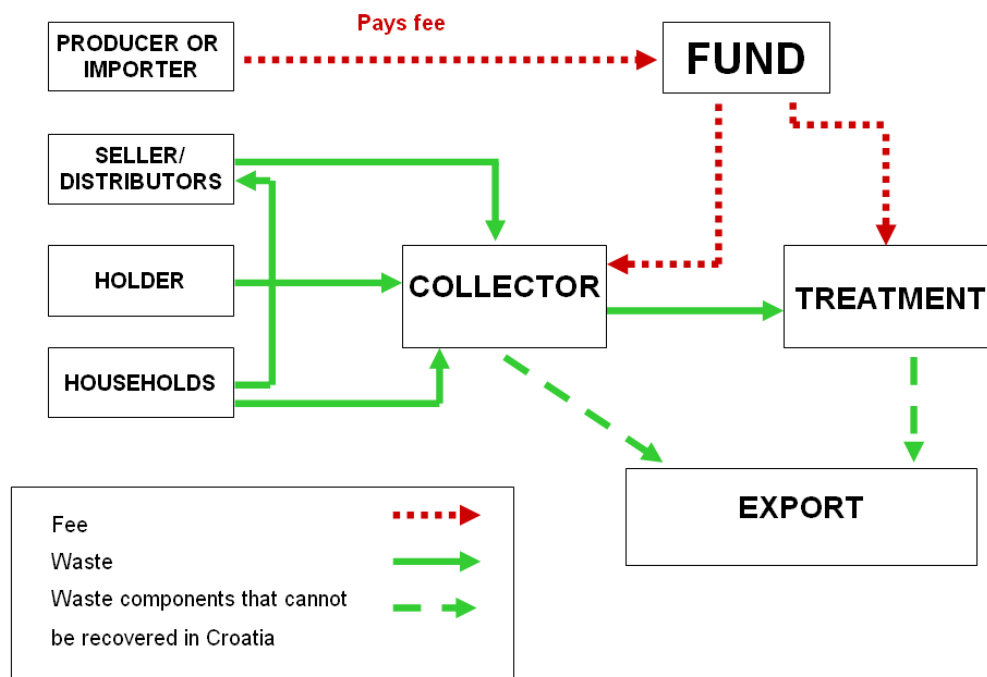 Pays fee
PRODUCER OR
IMPORTER
FUND
SELLER/
DISTRIBUTORS
HOLDER
COLLECTOR
TREATMENT
HOUSEHOLDS
EXPORT
Fee
Waste
Waste components that cannot
be recovered in Croatia